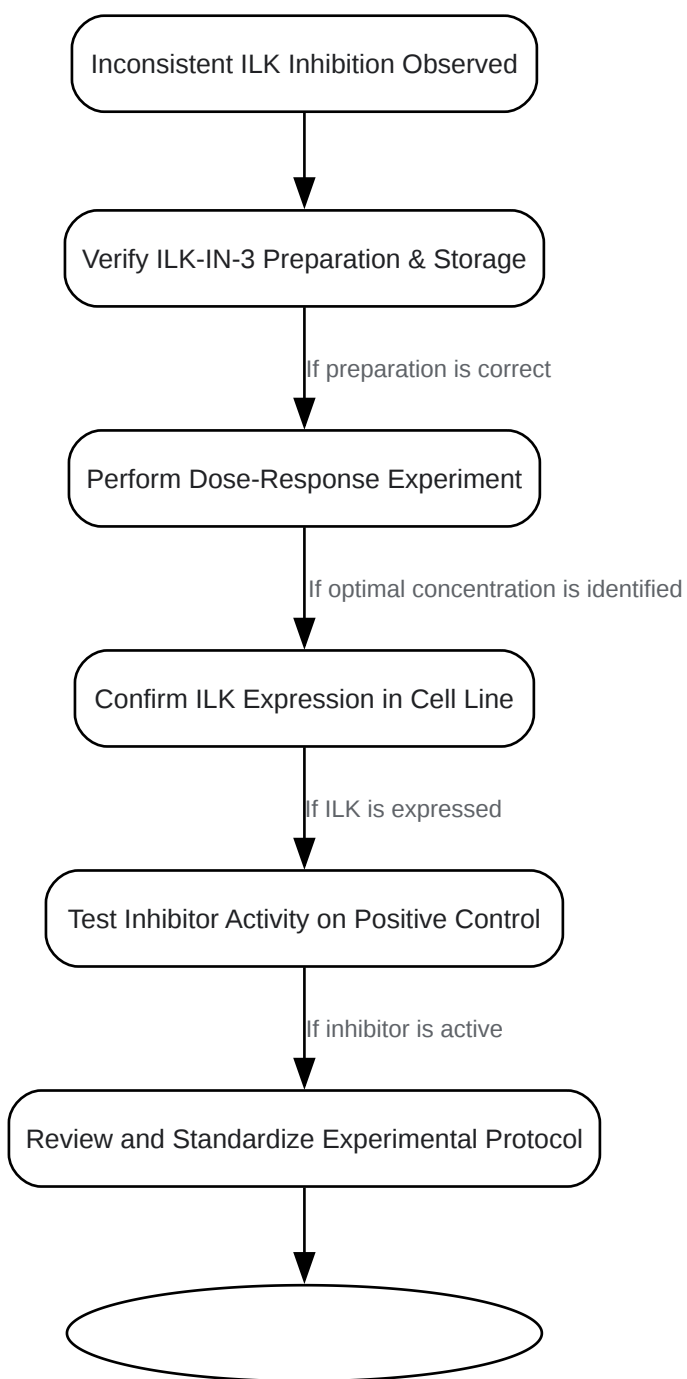 Inconsistent ILK Inhibition Observed
Verify ILK-IN-3 Preparation & Storage
If preparation is correct
Perform Dose-Response Experiment
If optimal concentration is identified
Confirm ILK Expression in Cell Line
If ILK is expressed
Test Inhibitor Activity on Positive Control
If inhibitor is active
Review and Standardize Experimental Protocol